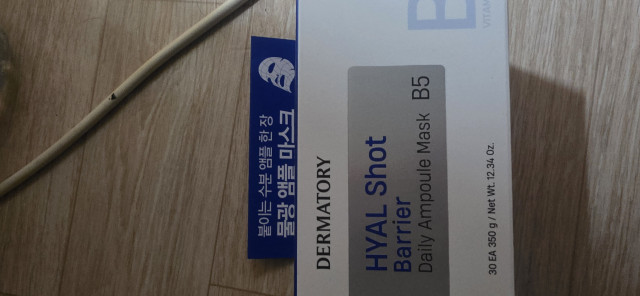 붙이는 수분 앰플 한 장
물광 앰플 마스크
DERMATORY
HYAL Shot
Barrier
Daily Ampoule Mask B5
30 EA 350 g / Net Wt. 12.34 Oz.